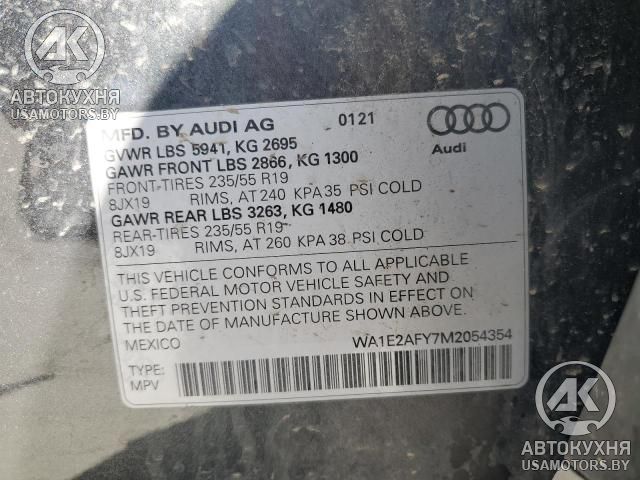 АК
АВТОКУХНЯ
USAMOTORS.BY
MFD. BY AUDI AG 0121
Audi
GVWR LBS 5941, KG 2695
GAWR FRONT LBS 2866, KG 1300
FRONT-TIRES 235/55 R19
8JX19 RIMS, AT 240 KPA 35 PSI COLD
GAWR REAR LBS 3263, KG 1480
REAR-TIRES 235/55 R19
8JX19 RIMS, AT 260 KPA 38 PSI COLD
THIS VEHICLE CONFORMS TO ALL APPLICABLE
U.S. FEDERAL MOTOR VEHICLE SAFETY AND
THEFT PREVENTION STANDARDS IN EFFECT ON
THE DATE OF MANUFACTURE SHOWN ABOVE.
MEXICO WA1E2AFY7M2054354
TYPE:
MPV
АК
АВТОКУХНЯ
USAMOTORS.BY